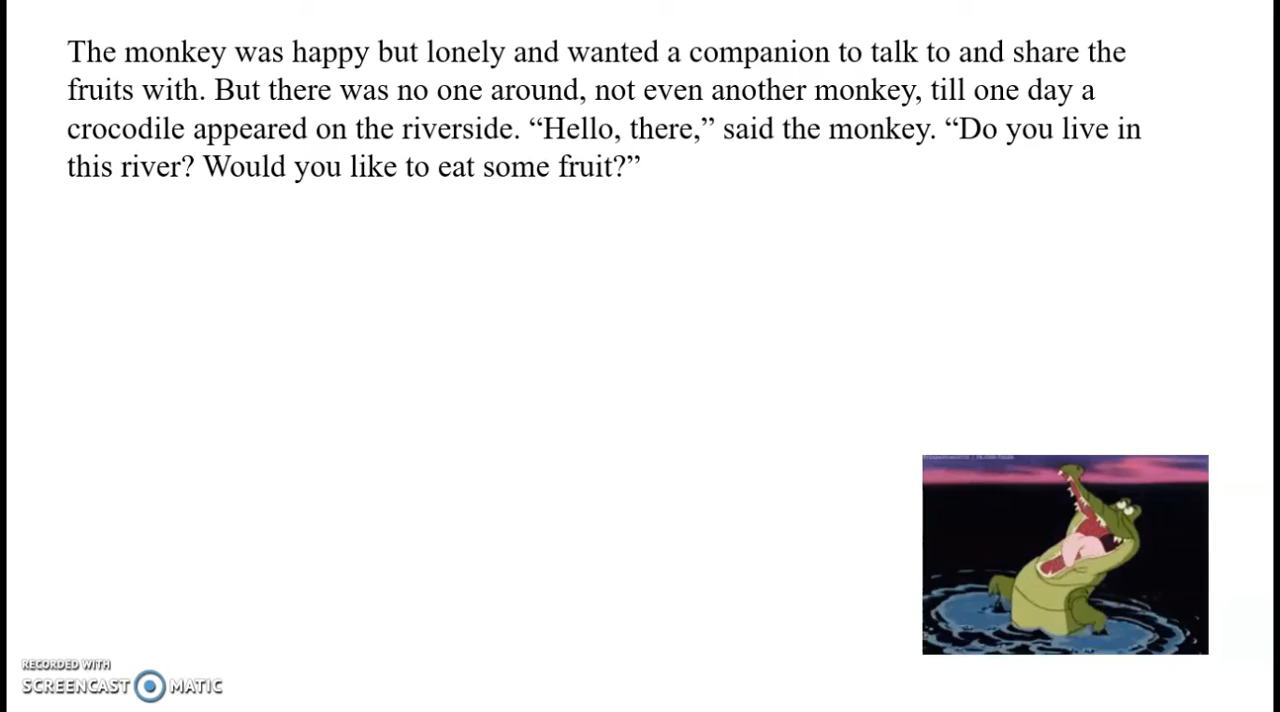 The monkey was happy but lonely and wanted a companion to talk to and share the
fruits with. But there was no one around, not even another monkey, till one day a
crocodile appeared on the riverside. “Hello, there,” said the monkey. “Do you live in
this river? Would you like to eat some fruit?”
RECORDED WITH
SCREENCAST MATIC